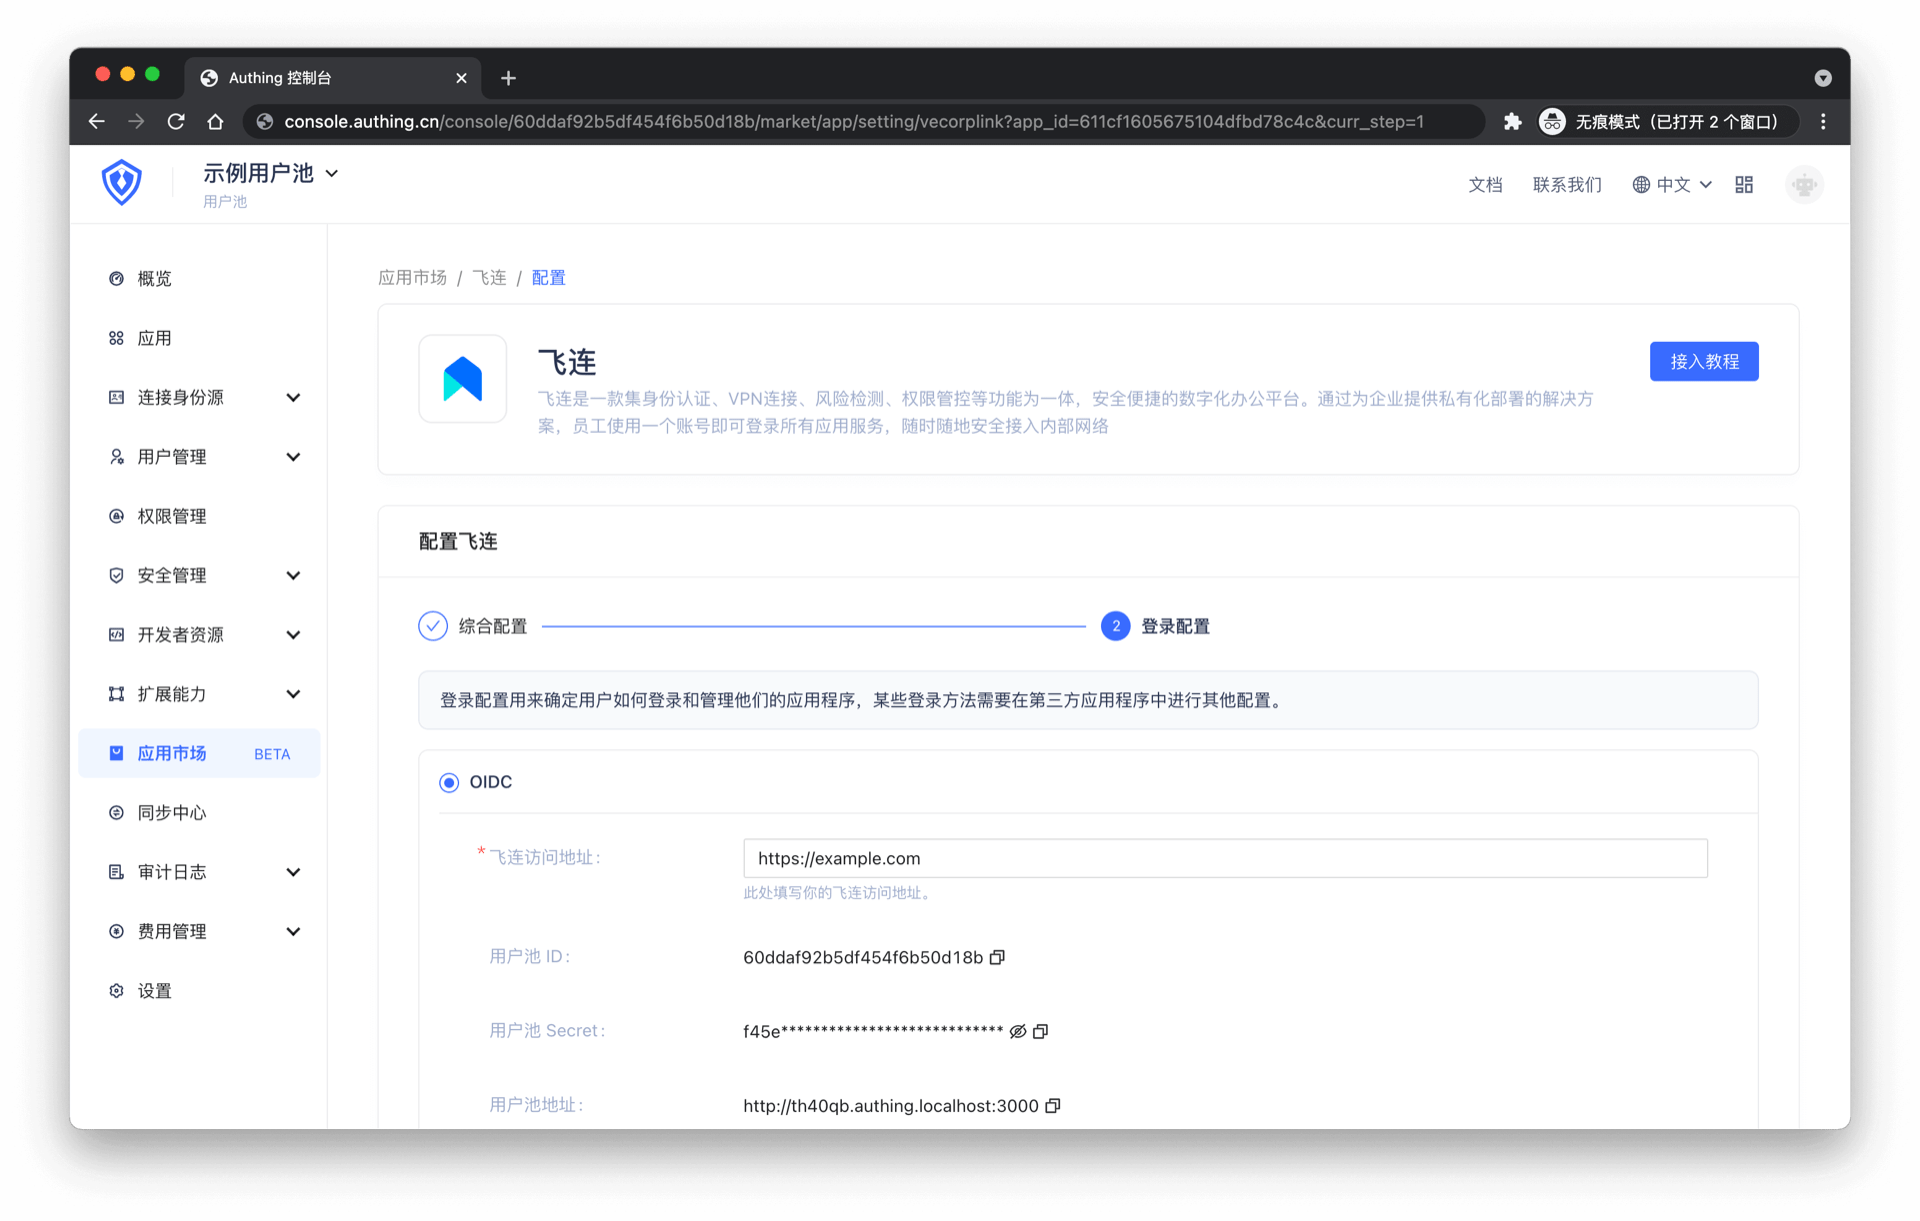 Authing 控制台
console.authing.cn/console/60ddaf92b5df454f6b50d18b/market/app/setting/vecorplink?app_id=611cf1605675104dfbd78c4c&curr_step=1
无痕模式（已打开 2 个窗口）
示例用户池
用户池
文档
联系我们
中文
概览
应用
连接身份源
用户管理
权限管理
安全管理
开发者资源
扩展能力
应用市场 BETA
同步中心
审计日志
费用管理
设置
应用市场 / 飞连 / 配置
飞连
接入教程
飞连是一款集身份认证、VPN连接、风险检测、权限管控等功能为一体，安全便捷的数字化办公平台。通过为企业提供私有化部署的解决方
案，员工使用一个账号即可登录所有应用服务，随时随地安全接入内部网络
配置飞连
综合配置
2 登录配置
登录配置用来确定用户如何登录和管理他们的应用程序，某些登录方法需要在第三方应用程序中进行其他配置。
OIDC
* 飞连访问地址：
https://example.com
此处填写你的飞连访问地址。
用户池 ID：
60ddaf92b5df454f6b50d18b
用户池 Secret：
f45e****************************
用户池地址：
http://th40qb.authing.localhost:3000